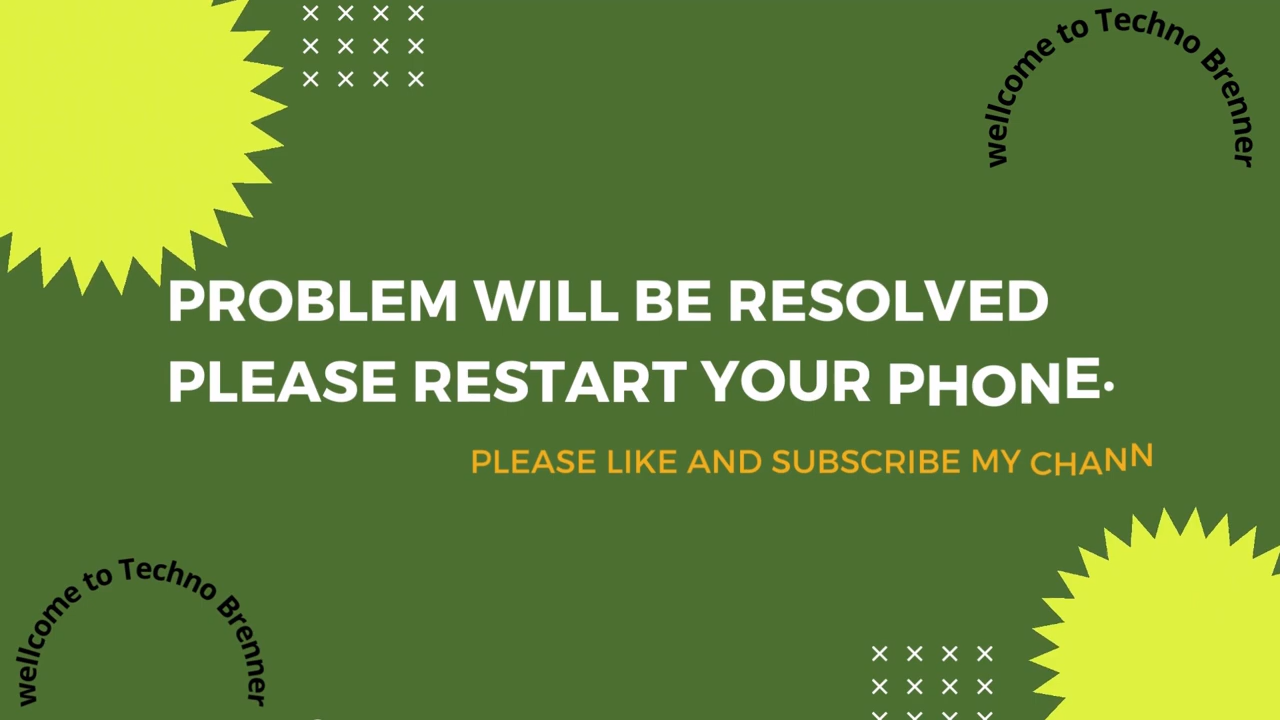 wellcome to Techno Brenner
PROBLEM WILL BE RESOLVED
PLEASE RESTART YOUR PHONE.
PLEASE LIKE AND SUBSCRIBE MY CHANN
wellcome to Techno Brenner